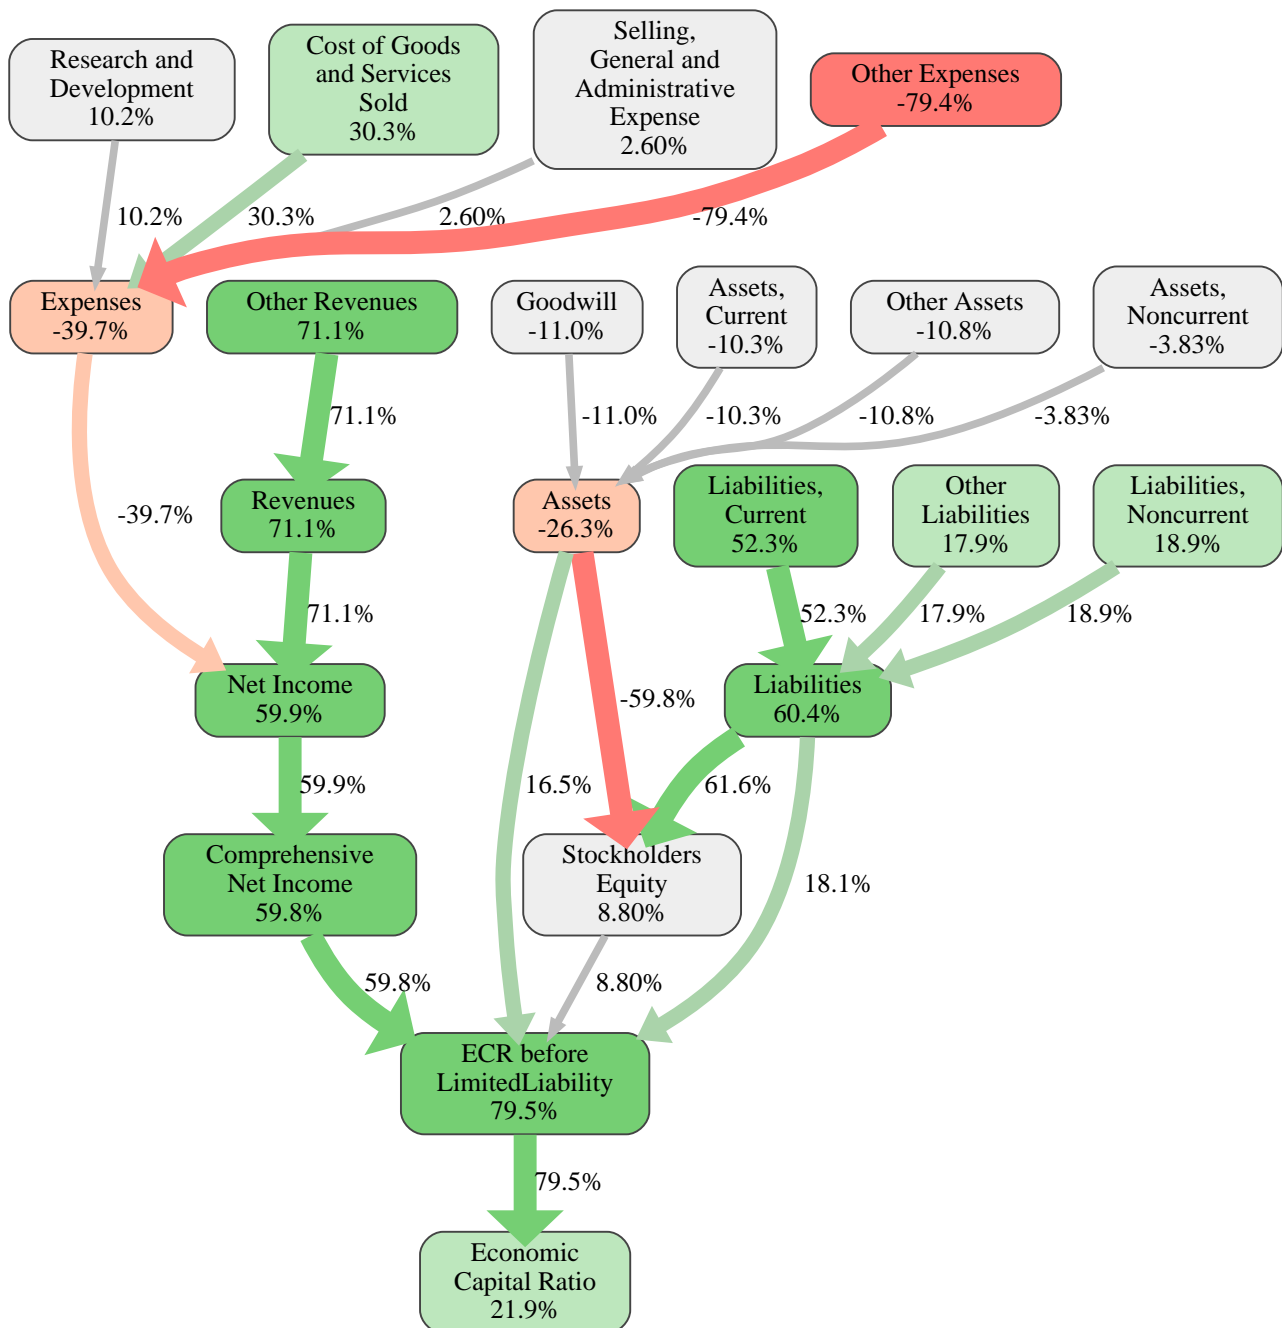 Research and
Development
10.2%
Cost of Goods
and Services
Sold
30.3%
Selling,
General and
Administrative
Expense
2.60%
Other Expenses
-79.4%
10.2%
30.3%
2.60%
-79.4%
Expenses
-39.7%
Other Revenues
71.1%
Goodwill
-11.0%
Assets,
Current
-10.3%
Other Assets
-10.8%
Assets,
Noncurrent
-3.83%
71.1%
-11.0%
-10.3%
-10.8%
-3.83%
-39.7%
Revenues
71.1%
Assets
-26.3%
Liabilities,
Current
52.3%
Other
Liabilities
17.9%
Liabilities,
Noncurrent
18.9%
71.1%
52.3%
17.9%
18.9%
Net Income
59.9%
-59.8%
Liabilities
60.4%
59.9%
16.5%
61.6%
Comprehensive
Net Income
59.8%
Stockholders
Equity
8.80%
18.1%
59.8%
8.80%
ECR before
LimitedLiability
79.5%
79.5%
Economic
Capital Ratio
21.9%